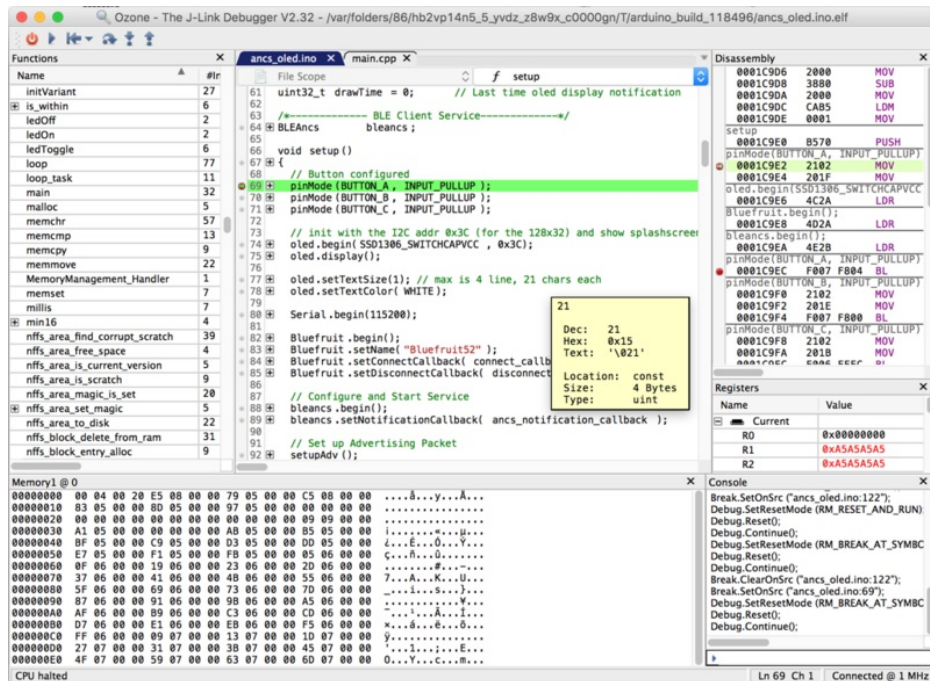 Ozone - The J-Link Debugger V2.32 - /var/folders/86/hb2vp14n5_5_yvdz_z8w9x_c0000gn/T/arduino_build_118496/ancs_oled.ino.elf
Functions
Name #In
initVariant 27
is_within 6
ledOff 2
ledOn 2
ledToggle 6
loop 77
loop_task 11
main 32
malloc 5
memchr 57
memcmp 13
memcpy 9
memmove 22
MemoryManagement_Handler 1
memset 7
millis 7
min16 4
nffs_area_find_corrupt_scratch 39
nffs_area_free_space 4
nffs_area_is_current_version 5
nffs_area_is_scratch 9
nffs_area_magic_is_set 20
nffs_area_set_magic 5
nffs_area_to_disk 22
nffs_block_delete_from_ram 31
nffs_block_entry_alloc 9
ancs_oled.ino X main.cpp X
File Scope f setup
61 uint32_t drawTime = 0; // Last time oled display notification
62
63 /*------------- BLE Client Service-------------*/
64 BLEAncs bleancs;
65
66 void setup()
67 {
68 // Button configured
69 pinMode(BUTTON_A, INPUT_PULLUP);
70 pinMode(BUTTON_B, INPUT_PULLUP);
71 pinMode(BUTTON_C, INPUT_PULLUP);
72
73 // init with the I2C addr 0x3C (for the 128x32) and show splashscreen
74 oled.begin(SSD1306_SWITCHCAPVCC, 0x3C);
75 oled.display();
76
77 oled.setTextSize(1); // max is 4 line, 21 chars each
78 oled.setTextColor(WHITE);
79
80 Serial.begin(115200);
81
82 Bluefruit.begin();
83 Bluefruit.setName("Bluefruit52");
84 Bluefruit.setConnectCallback( connect_callb
85 Bluefruit.setDisconnectCallback( disconnect
86
87 // Configure and Start Service
88 bleancs.begin();
89 bleancs.setNotificationCallback( ancs_notification_callback );
90
91 // Set up Advertising Packet
92 setupAdv();
21
Dec: 21
Hex: 0x15
Text: '\021'
Location: const
Size: 4 Bytes
Type: uint
Disassembly
0001C9D6 2000 MOV
0001C9D8 3880 SUB
0001C9DA 2000 MOV
0001C9DC CAB5 LDM
0001C9DE 0001 MOV
setup
0001C9E0 B570 PUSH
pinMode(BUTTON_A, INPUT_PULLUP)
0001C9E2 2102 MOV
0001C9E4 201F MOV
oled.begin(SSD1306_SWITCHCAPVCC
0001C9E6 4C2A LDR
Bluefruit.begin();
0001C9E8 4D2A LDR
bleancs.begin();
0001C9EA 4E2B LDR
pinMode(BUTTON_A, INPUT_PULLUP)
0001C9EC F007 F804 BL
pinMode(BUTTON_B, INPUT_PULLUP)
0001C9F0 2102 MOV
0001C9F2 201E MOV
0001C9F4 F007 F800 BL
pinMode(BUTTON_C, INPUT_PULLUP)
0001C9F8 2102 MOV
0001C9FA 201B MOV
Registers
Name Value
Current
R0 0x00000000
R1 0xA5A5A5A5
R2 0xA5A5A5A5
Memory1 @ 0
00000000 00 04 00 20 E5 08 00 00 79 05 00 00 C5 08 00 00 ....å...y...Å...
00000010 83 05 00 00 8D 05 00 00 97 05 00 00 00 00 00 00 ................
00000020 00 00 00 00 00 00 00 00 00 00 00 00 09 09 00 00 ................
00000030 A1 05 00 00 00 00 00 00 AB 05 00 00 B5 05 00 00 ¡.......«...µ...
00000040 BF 05 00 00 C9 05 00 00 D3 05 00 00 DD 05 00 00 ¿...É...Ó...Ý...
00000050 E7 05 00 00 F1 05 00 00 FB 05 00 00 05 06 00 00 ç...ñ...û.......
00000060 0F 06 00 00 19 06 00 00 23 06 00 00 2D 06 00 00 ........#...-...
00000070 37 06 00 00 41 06 00 00 4B 06 00 00 55 06 00 00 7...A...K...U...
00000080 5F 06 00 00 69 06 00 00 73 06 00 00 7D 06 00 00 _...i...s...}...
00000090 87 06 00 00 91 06 00 00 9B 06 00 00 A5 06 00 00 ............¥...
000000A0 AF 06 00 00 B9 06 00 00 C3 06 00 00 CD 06 00 00 ¯...¹...Ã...Í...
000000B0 D7 06 00 00 E1 06 00 00 EB 06 00 00 F5 06 00 00 ×...á...ë...õ...
000000C0 FF 06 00 00 09 07 00 00 13 07 00 00 1D 07 00 00 ÿ...............
000000D0 27 07 00 00 31 07 00 00 3B 07 00 00 45 07 00 00 '...1...;...E...
000000E0 4F 07 00 00 59 07 00 00 63 07 00 00 6D 07 00 00 O...Y...c...m...
Console
Break.SetOnSrc ("ancs_oled.ino:122");
Debug.SetResetMode (RM_RESET_AND_RUN);
Debug.Reset();
Debug.Continue();
Debug.SetResetMode (RM_BREAK_AT_SYMBC
Debug.Reset();
Debug.Continue();
Break.ClearOnSrc ("ancs_oled.ino:122");
Break.SetOnSrc ("ancs_oled.ino:69");
Debug.SetResetMode (RM_BREAK_AT_SYMBC
Debug.Reset();
Debug.Continue();
CPU halted
Ln 69 Ch 1 Connected @ 1 MHz